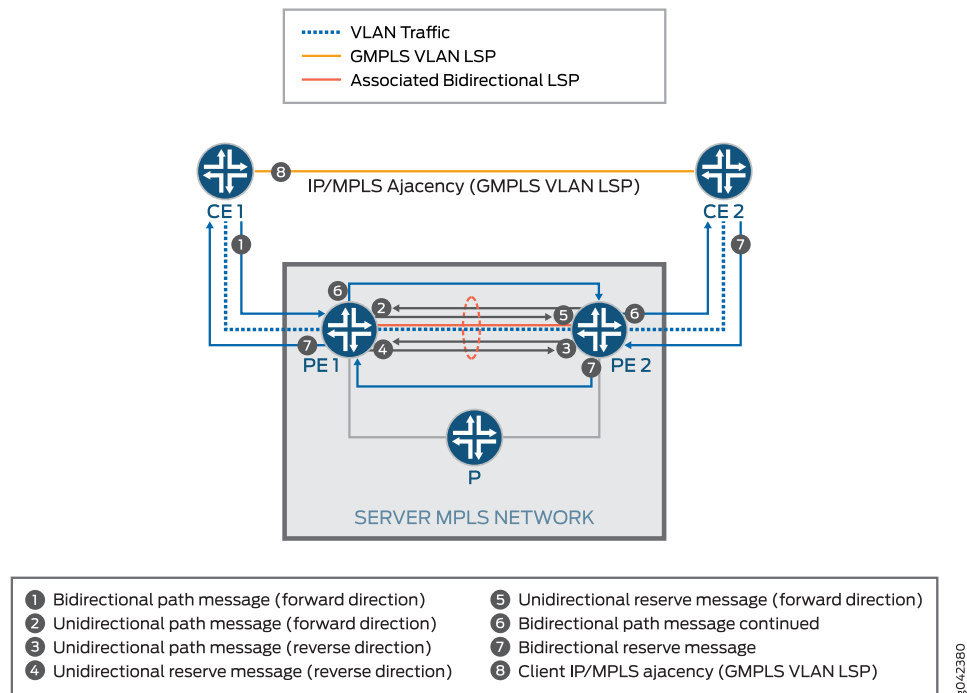 VLAN Traffic
GMPLS VLAN LSP
Associated Bidirectional LSP
8
IP/MPLS Ajacency (GMPLS VLAN LSP)
CE 1
CE 2
1
7
6
2
5
6
7
4
3
PE 1
7
PE 2
P
SERVER MPLS NETWORK
1 Bidirectional path message (forward direction)
2 Unidirectional path message (forward direction)
3 Unidirectional path message (reverse direction)
4 Unidirectional reserve message (reverse direction)
5 Unidirectional reserve message (forward direction)
6 Bidirectional path message continued
7 Bidirectional reserve message
8 Client IP/MPLS ajacency (GMPLS VLAN LSP)